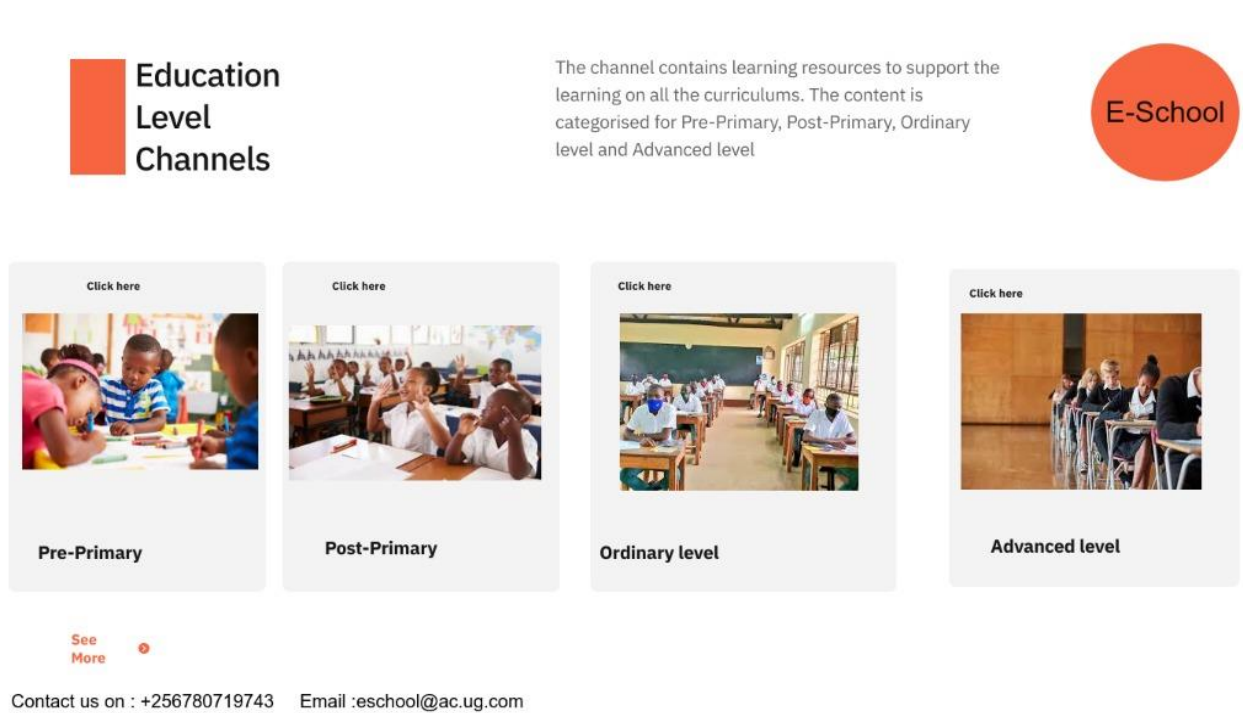 Education
Level
Channels
The channel contains learning resources to support the
learning on all the curriculums. The content is
categorised for Pre-Primary, Post-Primary, Ordinary
level and Advanced level
E-School
Click here
Click here
Click here
Click here
Pre-Primary
Post-Primary
Ordinary level
Advanced level
See
More
Contact us on : +256780719743 Email :eschool@ac.ug.com